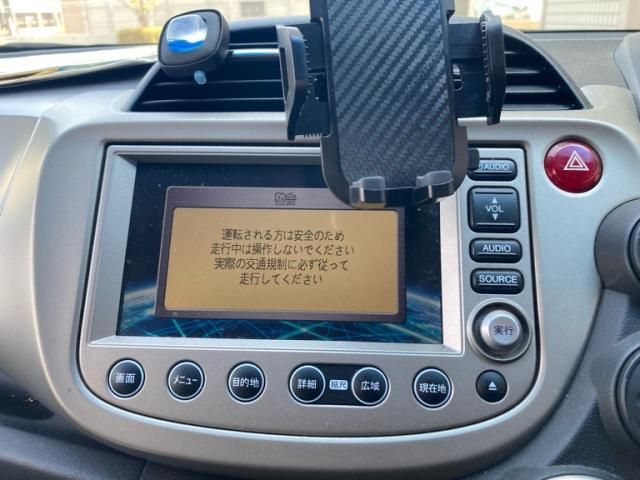 警告
運転される方は安全のため
走行中は操作しないでください
実際の交通規制に必ず従って
走行してください
AUDIO
VOL
AUDIO
SOURCE
実行
画面
メニュー
目的地
詳細
縮尺
広域
現在地